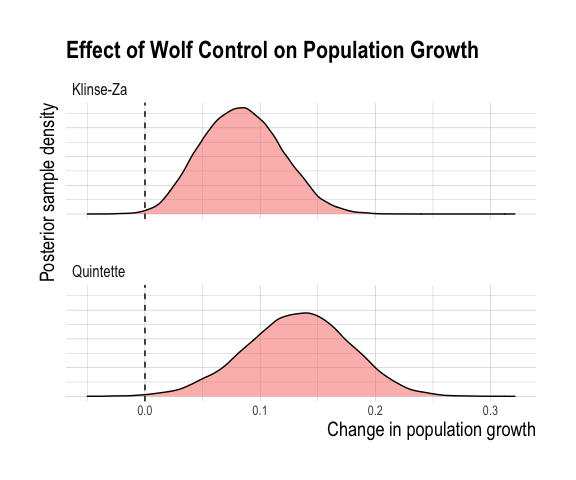 Effect of Wolf Control on Population Growth
Klinse-Za
Posterior sample density
Quintette
0.0 0.1 0.2 0.3
Change in population growth